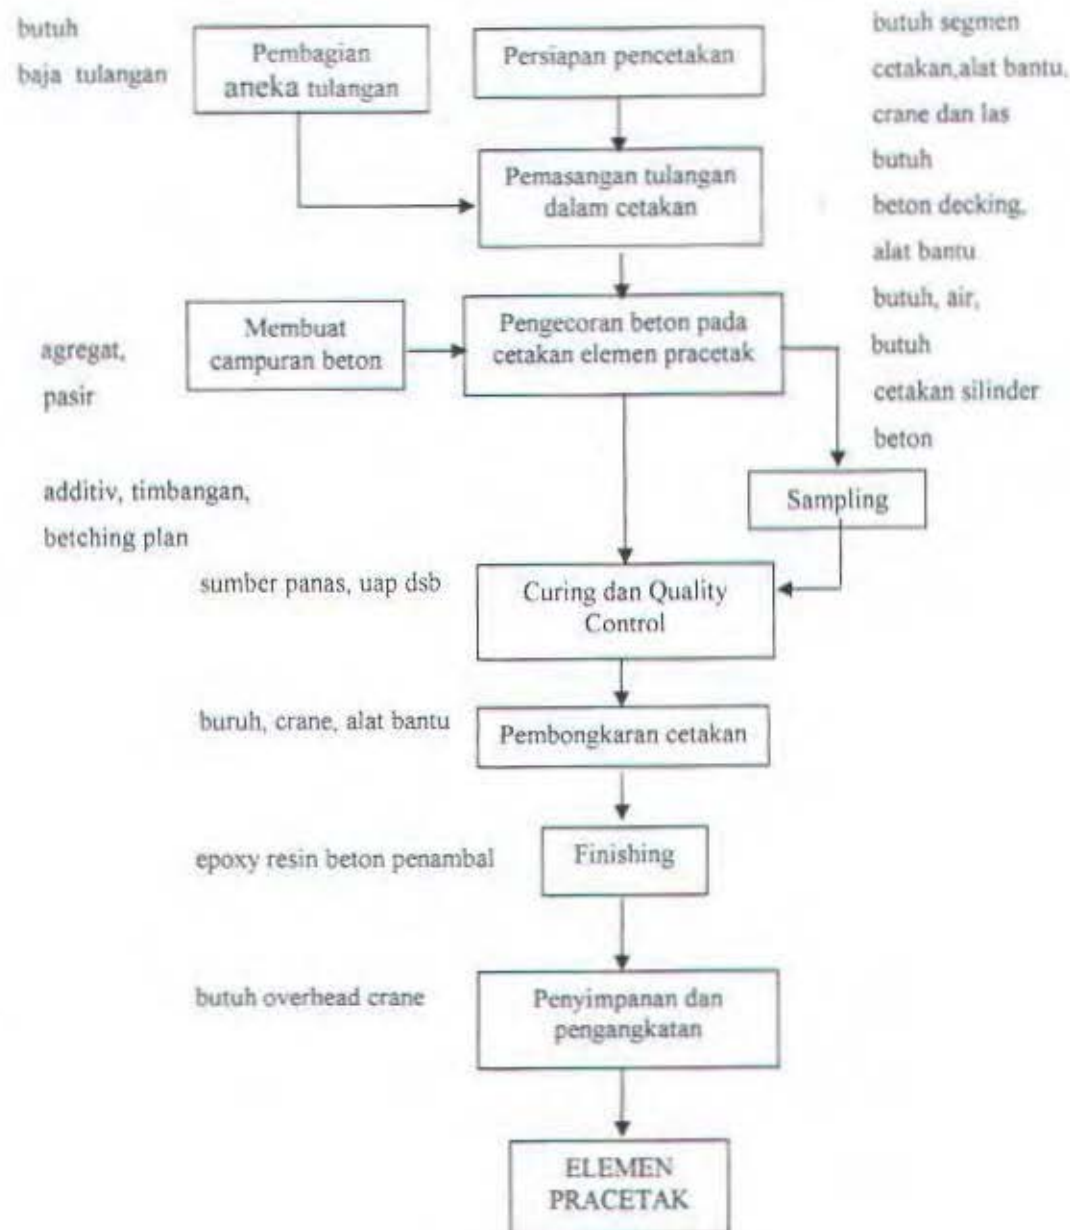 butuh
baja tulangan
Pembagian
aneka tulangan
Persiapan pencetakan
butuh segmen
cetakan,alat bantu,
crane dan las
butuh
beton decking,
alat bantu
butuh, air,
butuh
cetakan silinder
beton
Pemasangan tulangan
dalam cetakan
agregat,
pasir
Membuat
campuran beton
Pengecoran beton pada
cetakan elemen pracetak
additiv, timbangan,
betching plan
Sampling
sumber panas, uap dsb
Curing dan Quality
Control
buruh, crane, alat bantu
Pembongkaran cetakan
epoxy resin beton penambal
Finishing
butuh overhead crane
Penyimpanan dan
pengangkatan
ELEMEN
PRACETAK